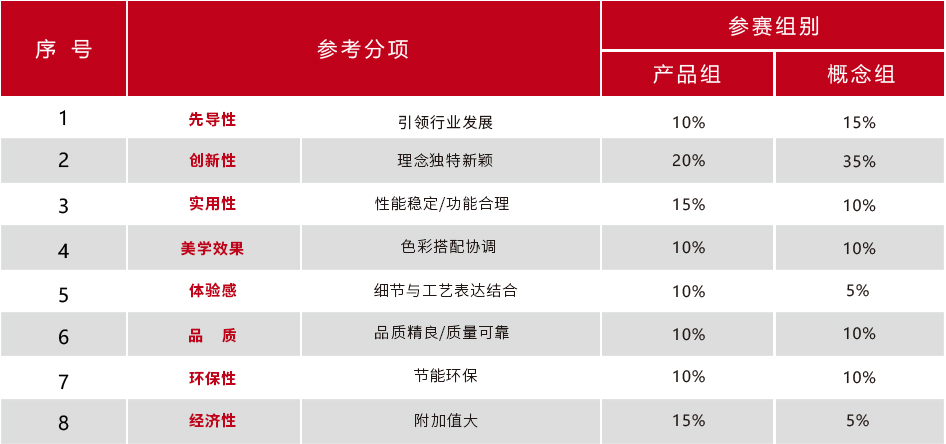 序 号 参考分项 参赛组别
产品组 概念组
1 先导性 引领行业发展 10% 15%
2 创新性 理念独特新颖 20% 35%
3 实用性 性能稳定/功能合理 15% 10%
4 美学效果 色彩搭配协调 10% 10%
5 体验感 细节与工艺表达结合 10% 5%
6 品 质 品质精良/质量可靠 10% 10%
7 环保性 节能环保 10% 10%
8 经济性 附加值大 15% 5%